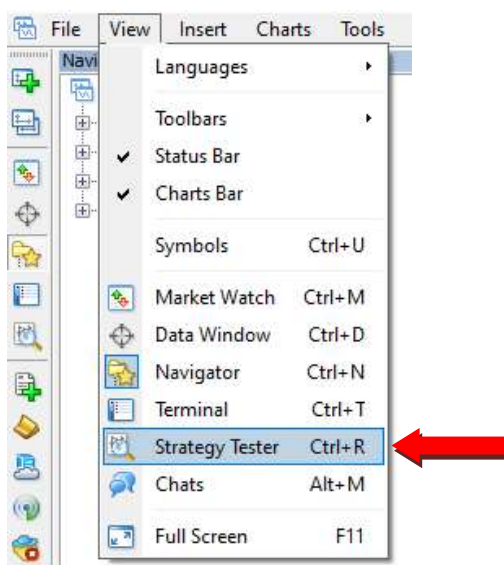 File View Insert Charts Tools
Navi
Languages
Toolbars
Status Bar
Charts Bar
Symbols Ctrl+U
Market Watch Ctrl+M
Data Window Ctrl+D
Navigator Ctrl+N
Terminal Ctrl+T
Strategy Tester Ctrl+R
Chats Alt+M
Full Screen F11